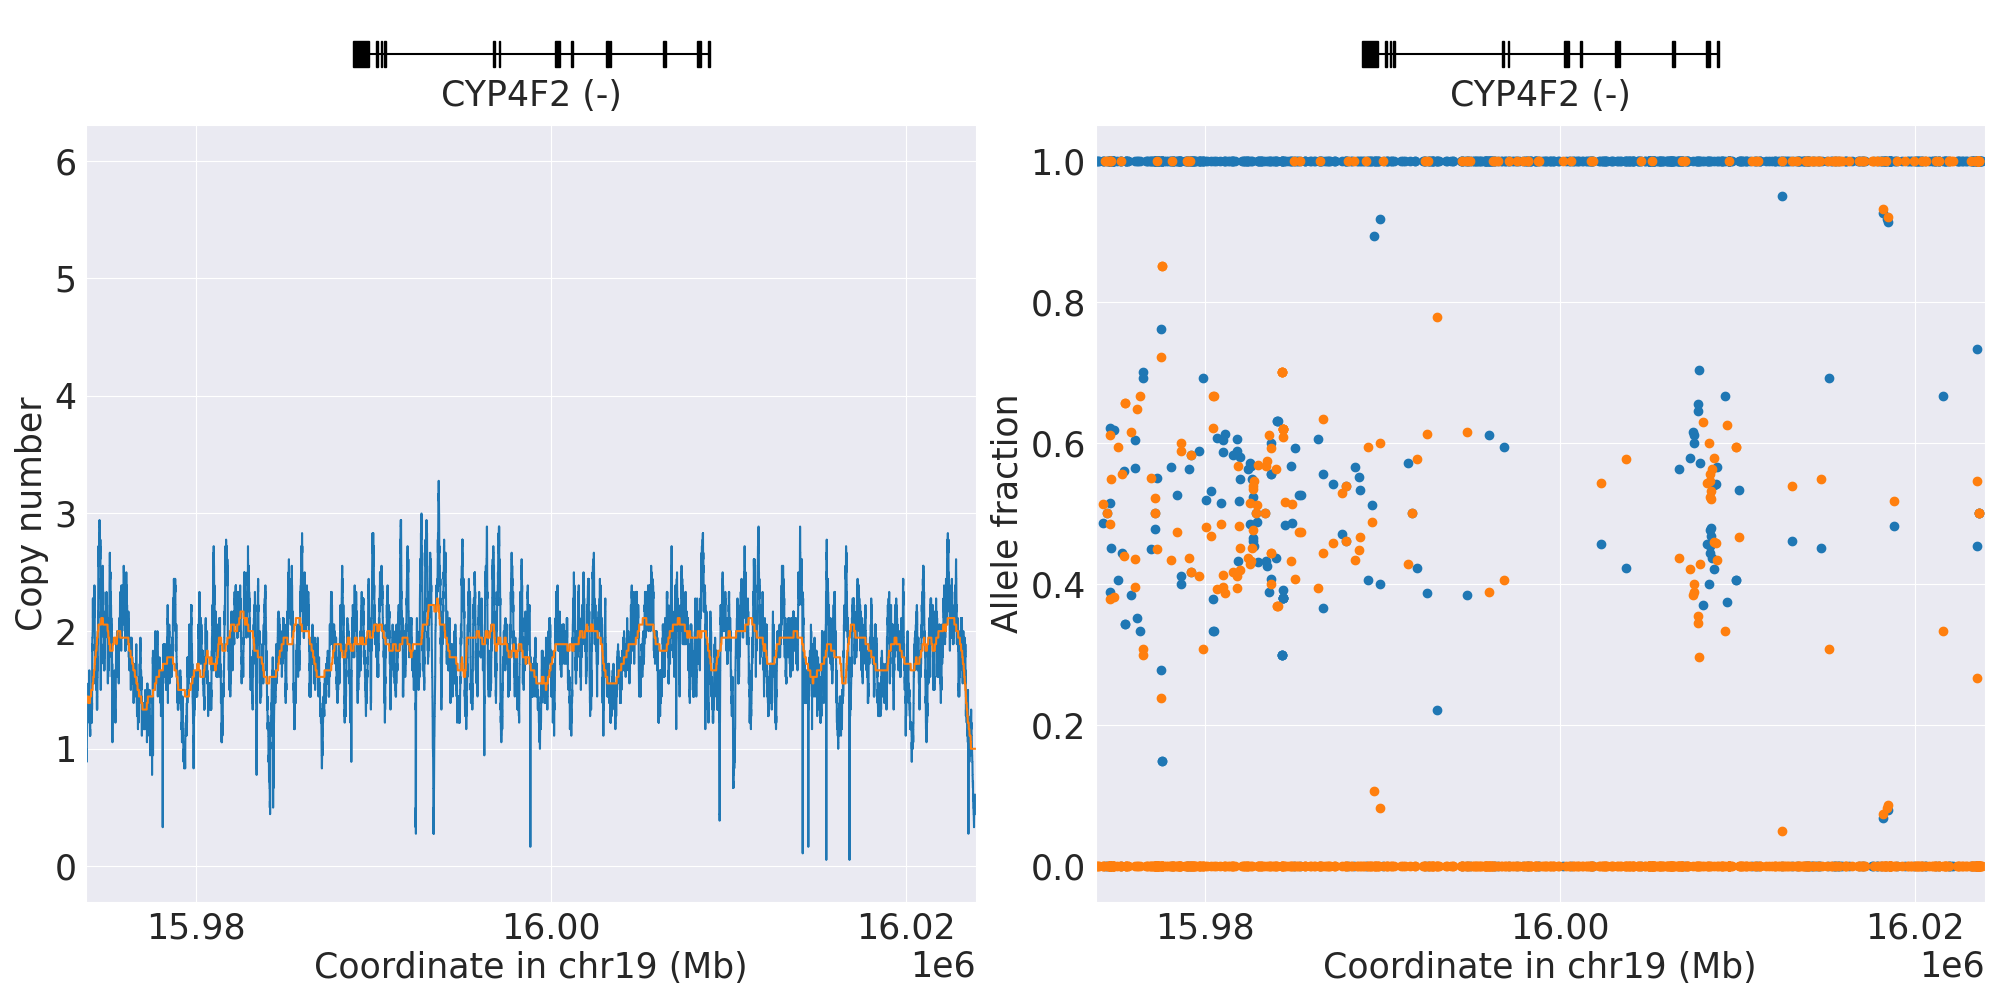 CYP4F2 (-)
6
5
4
3
2
1
0
Copy number
15.98
16.00
16.02
Coordinate in chr19 (Mb)
1e6
CYP4F2 (-)
1.0
0.8
0.6
0.4
0.2
0.0
Allele fraction
15.98
16.00
16.02
Coordinate in chr19 (Mb)
1e6